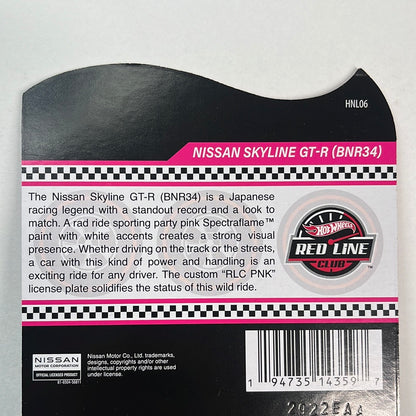 HNL06
NISSAN SKYLINE GT-R (BNR34)
The Nissan Skyline GT-R (BNR34) is a Japanese
racing legend with a standout record and a look to
match. A rad ride sporting party pink Spectraflame™
paint with white accents creates a strong visual
presence. Whether driving on the track or the streets,
a car with this kind of power and handling is an
exciting ride for any driver. The custom “RLC PNK”
license plate solidifies the status of this wild ride.
Hot Wheels
RED LINE
CLUB™
NISSAN
MOTOR CORPORATION
OFFICIAL LICENSED PRODUCT
Nissan Motor Co., Ltd. trademarks,
designs, copyrights and/or other
intellectual property rights are used
under license.
1 94735 14359 7